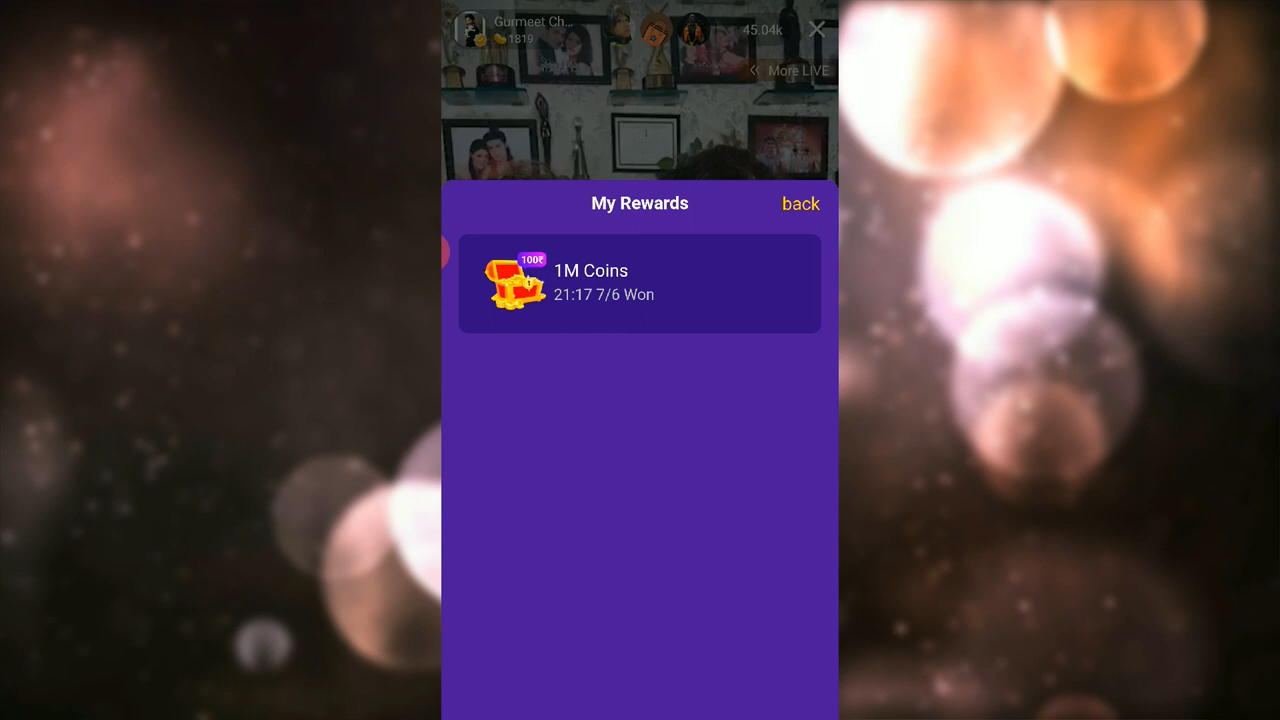 Gurmeet Ch...
1819
45.04k
More LIVE
My Rewards
back
100₹
1M Coins
21:17 7/6 Won